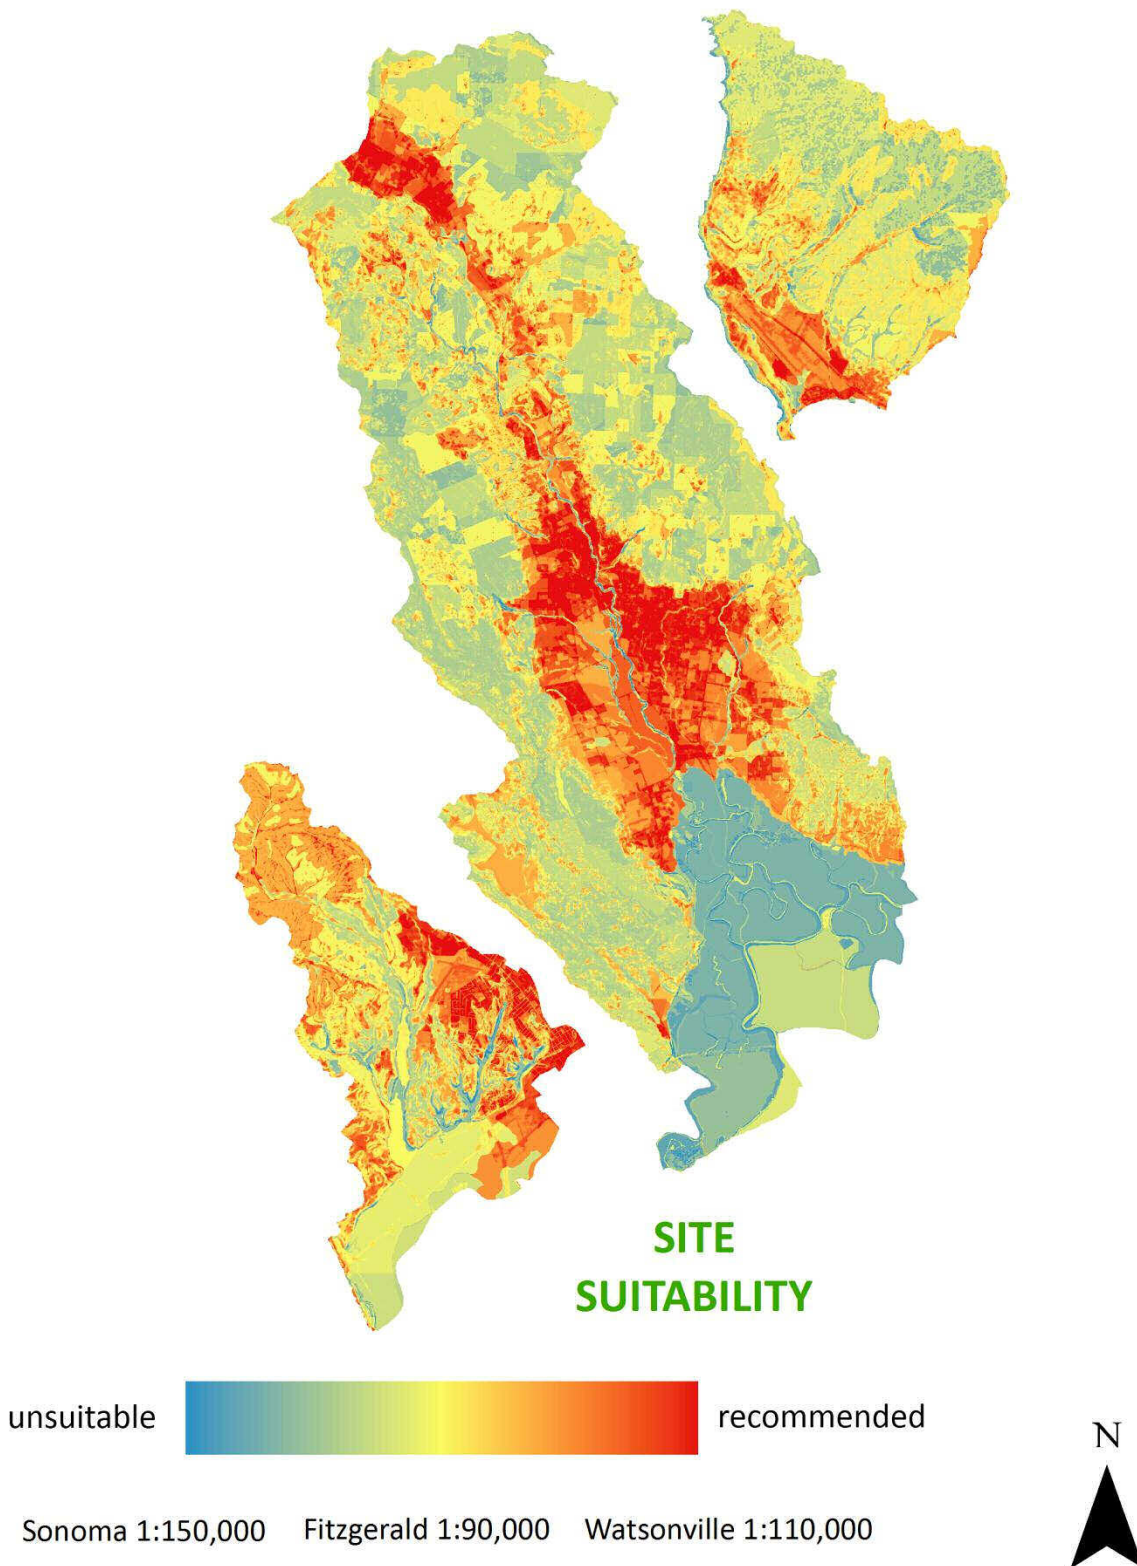 SITE
SUITABILITY
unsuitable
recommended
N
Sonoma 1:150,000
Fitzgerald 1:90,000
Watsonville 1:110,000